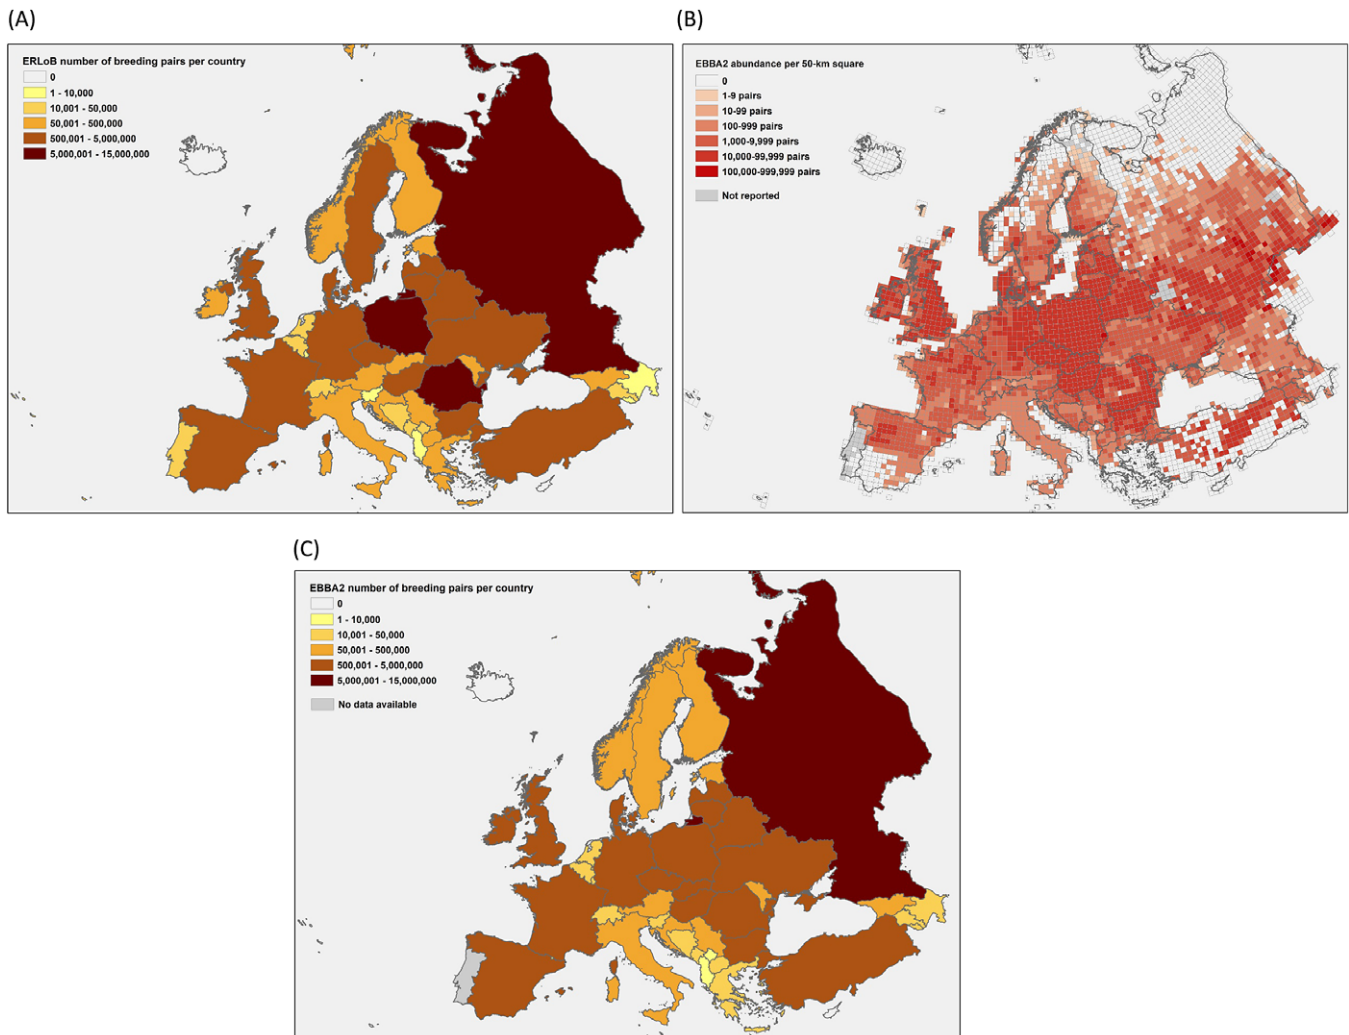 (A)
ERLoB number of breeding pairs per country
0
1 - 10,000
10,001 - 50,000
50,001 - 500,000
500,001 - 5,000,000
5,000,001 - 15,000,000
(B)
EBBA2 abundance per 50-km square
0
1-9 pairs
10-99 pairs
100-999 pairs
1,000-9,999 pairs
10,000-99,999 pairs
100,000-999,999 pairs
Not reported
(C)
EBBA2 number of breeding pairs per country
0
1 - 10,000
10,001 - 50,000
50,001 - 500,000
500,001 - 5,000,000
5,000,001 - 15,000,000
No data available